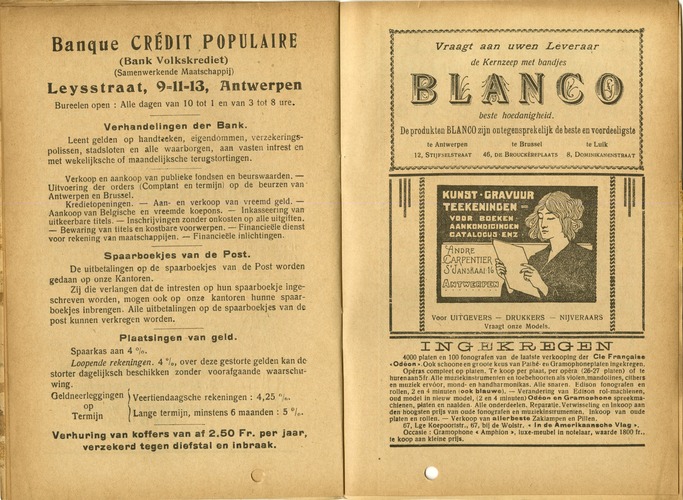 Banque CRÉDIT POPULAIRE
(Bank Volkskrediet)
(Samenwerkende Maatschappij)
Leysstraat, 9-11-13, Antwerpen
Bureelen open : Alle dagen van 10 tot 1 en van 3 tot 8 ure.
Verhandelingen der Bank.
Leent gelden op handteeken, eigendommen, verzekerings-
polissen, stadsloten en alle waarborgen, aan vasten intrest en
met wekelijksche of maandelijksche terugstortingen.
Verkoop en aankoop van publieke fondsen en beurswaarden. —
Uitvoering der orders (Comptant en termijn) op de beurzen van
Antwerpen en Brussel.
Kredietopeningen. — Aan- en verkoop van vreemd geld. —
Aankoop van Belgische en vreemde koepons. — Inkasseering van
uitkeerbare titels. — Inschrijvingen zonder onkosten op alle uitgiften.
— Bewaring van titels en kostbare voorwerpen. — Financieële dienst
voor rekening van maatschappijen. — Financieële inlichtingen.
Spaarboekjes van de Post.
De uitbetalingen op de spaarboekjes van de Post worden
gedaan op onze Kantoren.
Zij die verlangen dat de intresten op hun spaarboekje inge-
schreven worden, mogen ook op onze kantoren hunne spaar-
boekjes inbrengen. Alle uitbetalingen op de spaarboekjes van de
post kunnen verkregen worden.
Plaatsingen van geld.
Spaarkas aan 4 %.
Loopende rekeningen. 4 %, over deze gestorte gelden kan de
storter dagelijksch beschikken zonder voorafgaande waarschu-
wing.
Geldneerleggingen op Termijn
Veertiendaagsche rekeningen : 4,25 %.
Lange termijn, minstens 6 maanden : 5 %.
Verhuring van koffers van af 2,50 Fr. per jaar,
verzekerd tegen diefstal en inbraak.
Vraagt aan uwen Leveraar
de Kernzeep met bandjes
BLANCO
beste hoedanigheid.
De produkten BLANCO zijn ontegensprekelijk de beste en voordeeligste
te Antwerpen te Brussel te Luik
12, STIJFSELSTRAAT 46, DE BROUCKÈREPLAATS 8, DOMINIKANENSTRAAT
KUNST-GRAVUUR
TEEKENINGEN —
VOOR BOEKEN
AANKONDIGINGEN
CATALOGUS-ENZ
ANDRE
CARPENTIER
ST JANSKAAI 16
ANTWERPEN
Voor UITGEVERS — DRUKKERS — NIJVERAARS
Vraagt onze Models.
INGEKREGEN
4000 platen en 100 fonografen van de laatste verkooping der Cie Française
«Odéon». Ook schoone en groote keus van Pathé- en Gramophoneplaten ingekregen.
Opéras compleet op platen. Te koop per plaat, per opéra (26-27 platen) of te
huren aan 5 fr. Alle muziekinstrumenten en toebehoorten als violen, mandolines, cithers
en muziek ervóór, mond- en handharmonikas. Alle snaren. Edison fonografen en
rollen, 2 en 4 minuten (ook blauwe). — Verandering van Edison rol-machienen,
oud model in nieuw model, (2 en 4 minuten) Odéon en Gramophone spreekma-
chienen, platen en naalden. Alle onderdeelen. Reparatie. Verwisseling en Inkoop aan
den hoogsten prijs van oude fonografen en muziekinstrumenten. Inkoop van oude
platen en rollen. — Verkoop van allerbeste Zaklampen en Pillen.
67, Lge Koepoortstr., 67, bij de Wolstr. « In de Amerikaansche Vlag ».
Occasie : Gramophone « Amphion », luxe-meubel in notelaar, waarde 1800 fr.,
te koop aan kleine prijs.